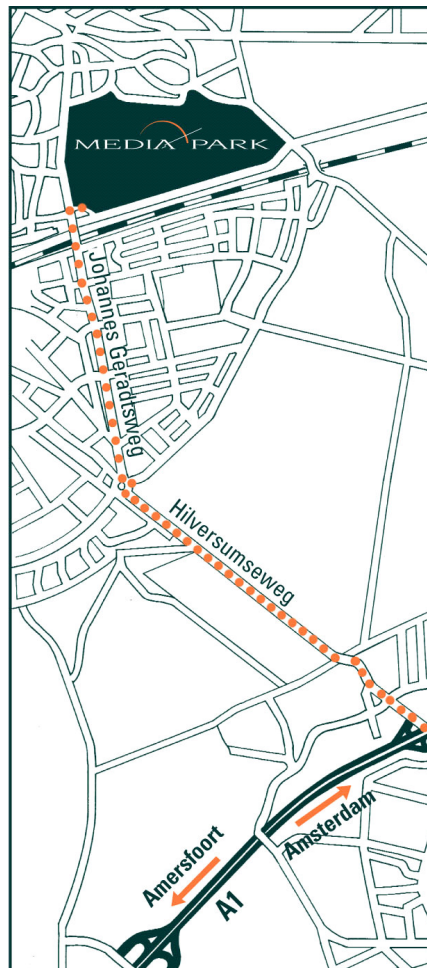 MEDIA PARK
Johannes Geradtsweg
Hilversumseweg
Amersfoort
Amsterdam
A1